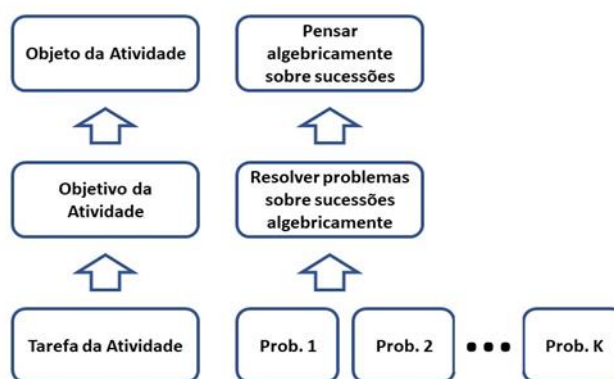 Objeto da Atividade
Pensar
algebricamente
sobre sucessões
Objetivo da
Atividade
Resolver problemas
sobre sucessões
algebricamente
Tarefa da Atividade
Prob. 1
Prob. 2
Prob. K